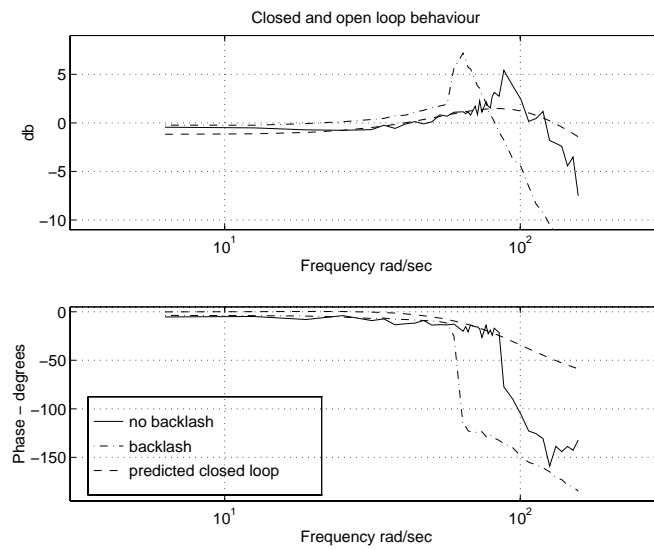 Closed and open loop behaviour
5
0
−5
−10
db
10^1
10^2
Frequency rad/sec
0
−50
−100
−150
Phase − degrees
no backlash
backlash
predicted closed loop
10^1
10^2
Frequency rad/sec